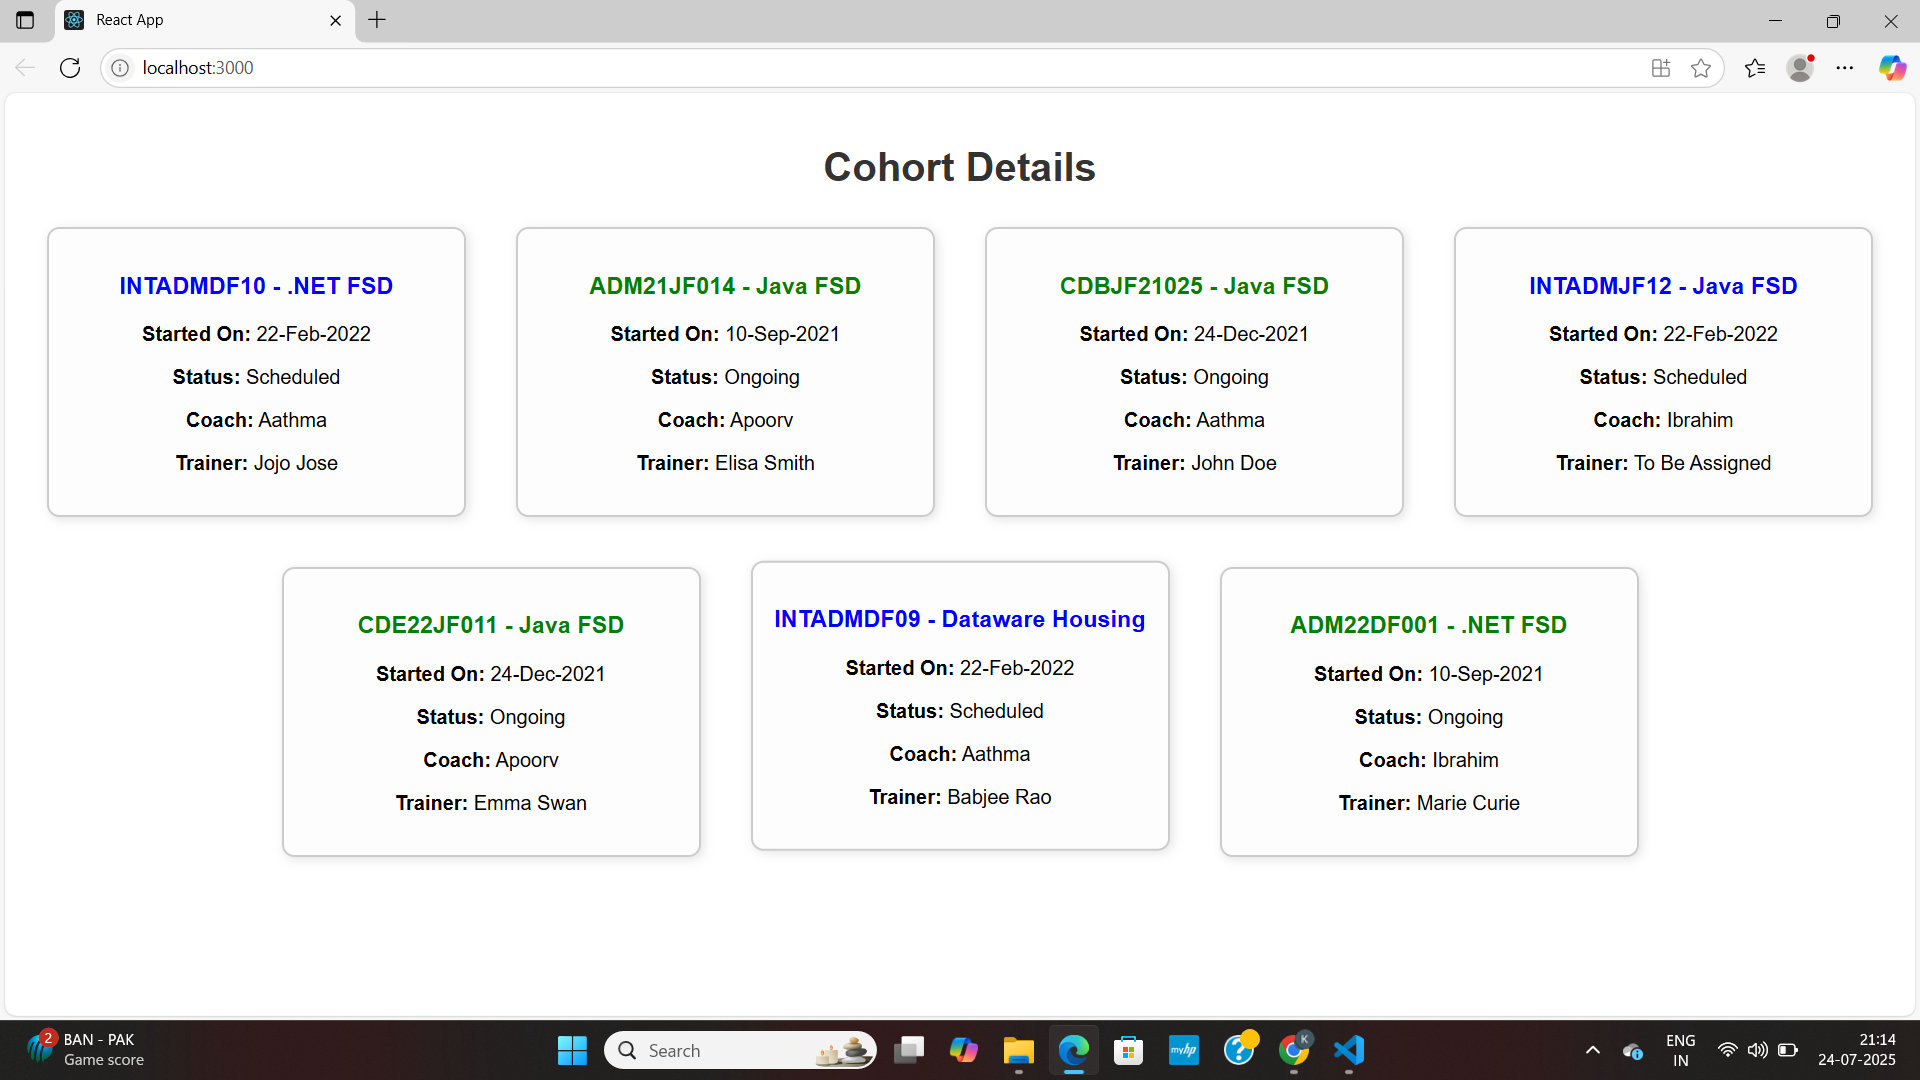 React App
localhost:3000
Cohort Details
INTADMDF10 - .NET FSD
Started On: 22-Feb-2022
Status: Scheduled
Coach: Aathma
Trainer: Jojo Jose
ADM21JF014 - Java FSD
Started On: 10-Sep-2021
Status: Ongoing
Coach: Apoorv
Trainer: Elisa Smith
CDBJF21025 - Java FSD
Started On: 24-Dec-2021
Status: Ongoing
Coach: Aathma
Trainer: John Doe
INTADMJF12 - Java FSD
Started On: 22-Feb-2022
Status: Scheduled
Coach: Ibrahim
Trainer: To Be Assigned
CDE22JF011 - Java FSD
Started On: 24-Dec-2021
Status: Ongoing
Coach: Apoorv
Trainer: Emma Swan
INTADMDF09 - Dataware Housing
Started On: 22-Feb-2022
Status: Scheduled
Coach: Aathma
Trainer: Babjee Rao
ADM22DF001 - .NET FSD
Started On: 10-Sep-2021
Status: Ongoing
Coach: Ibrahim
Trainer: Marie Curie
2
BAN - PAK
Game score
Search
myhp
?
K
ENG
IN
21:14
24-07-2025